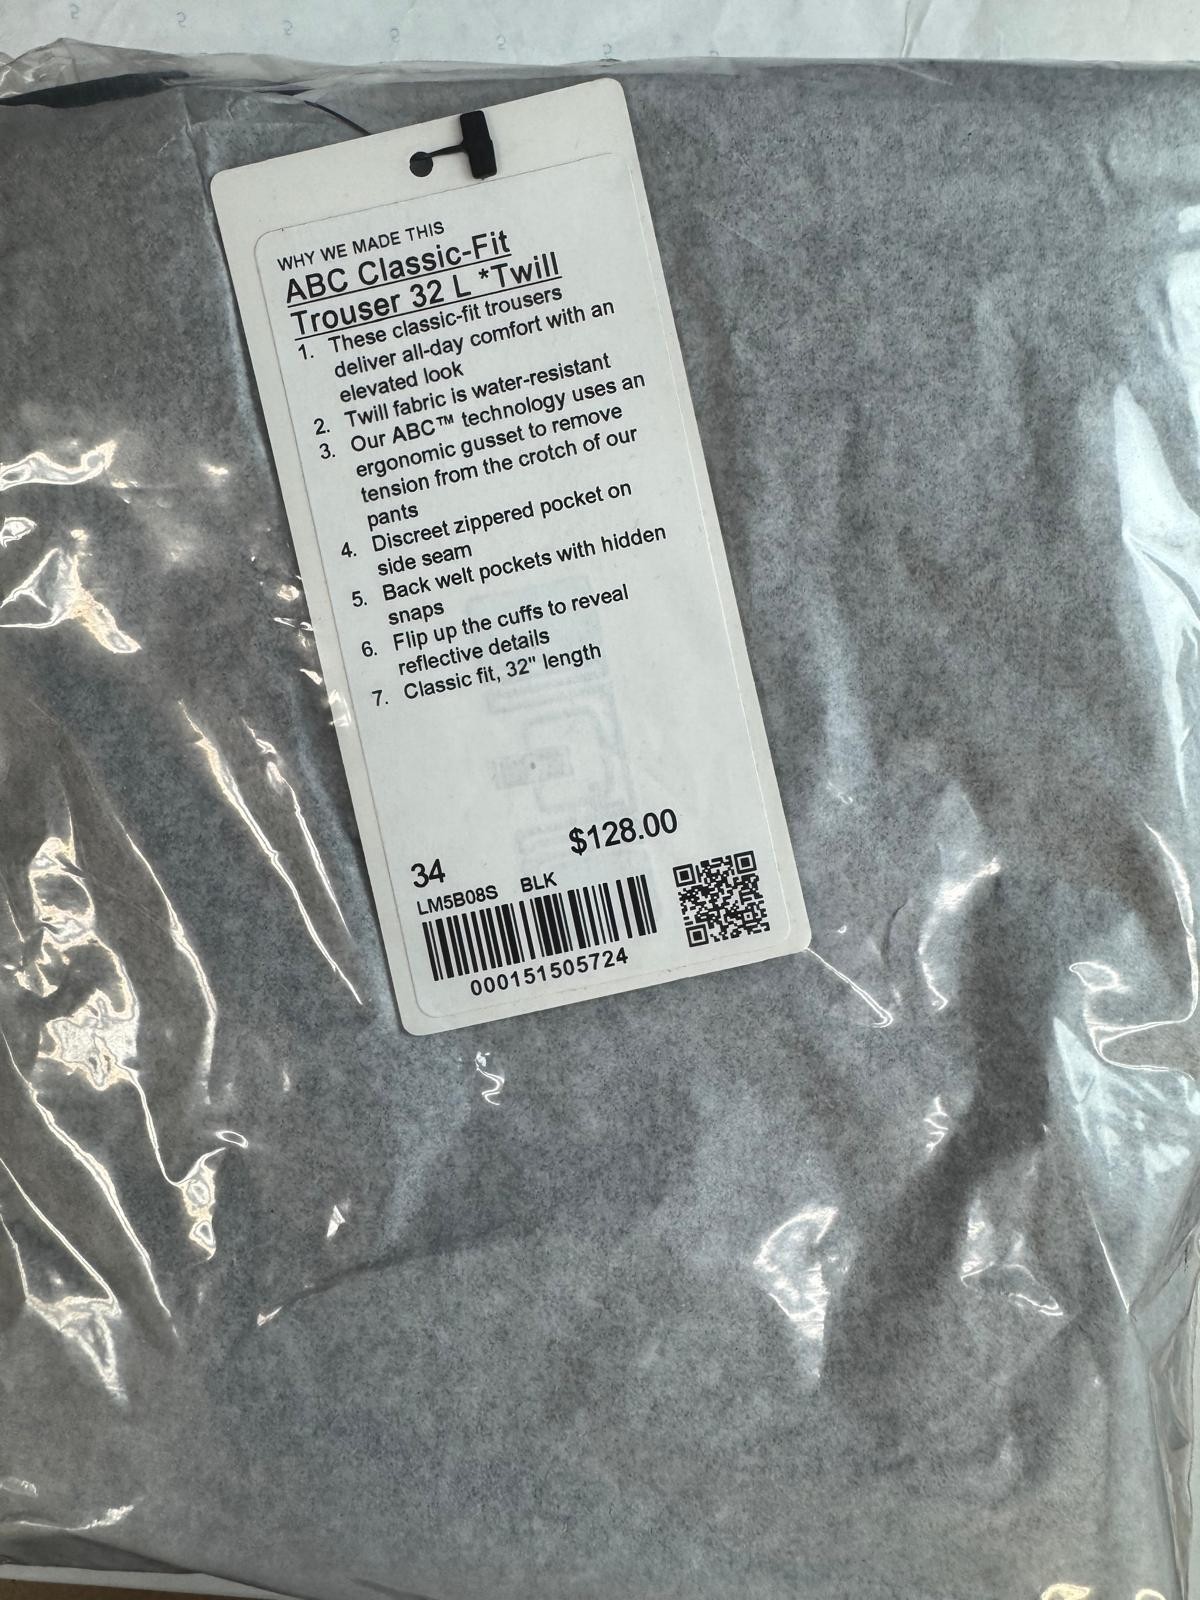 WHY WE MADE THIS
ABC Classic-Fit
Trouser 32 L *Twill
1. These classic-fit trousers
deliver all-day comfort with an
elevated look
2. Twill fabric is water-resistant
3. Our ABC™ technology uses an
ergonomic gusset to remove
tension from the crotch of our
pants
4. Discreet zippered pocket on
side seam
5. Back welt pockets with hidden
snaps
6. Flip up the cuffs to reveal
reflective details
7. Classic fit, 32" length
$128.00
34
LM5B08S BLK
000151505724